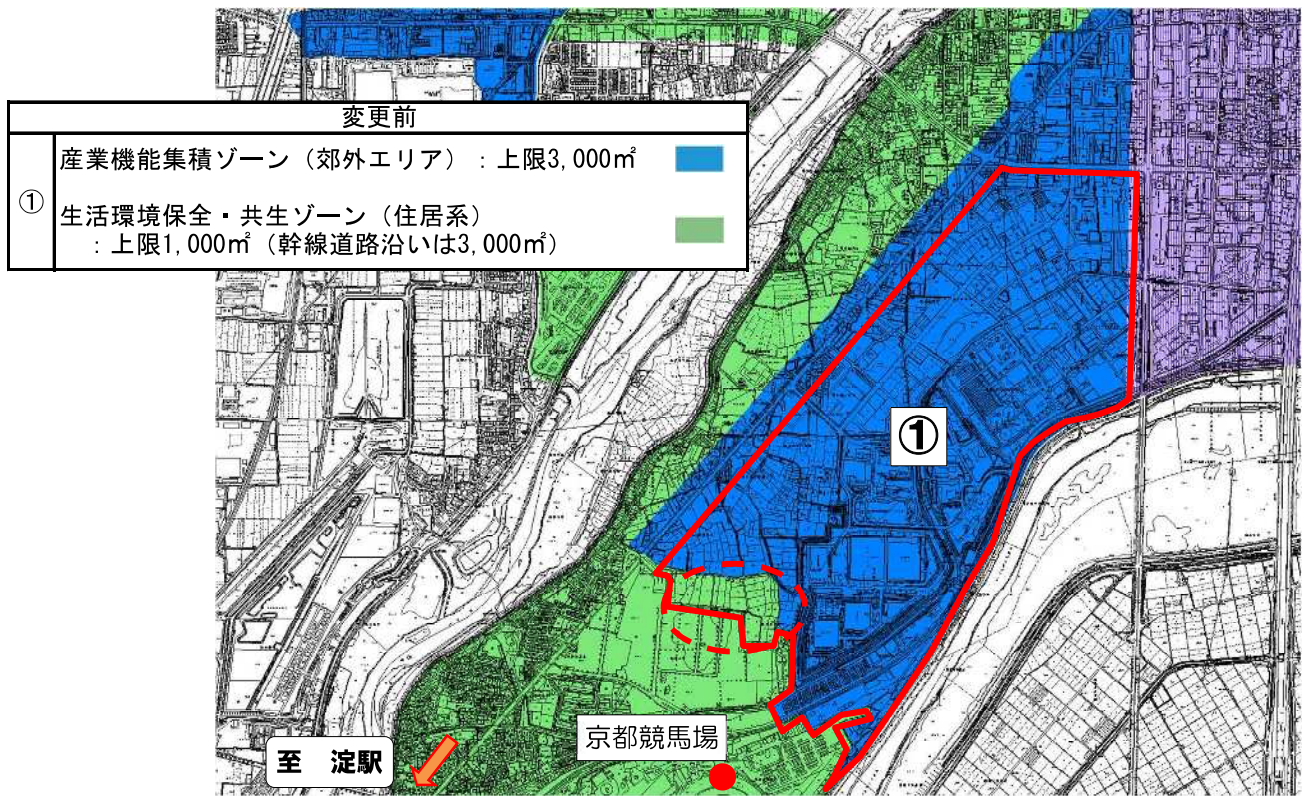 変更前
① 産業機能集積ゾーン（郊外エリア）：上限3,000㎡
生活環境保全・共生ゾーン（住居系）
：上限1,000㎡（幹線道路沿いは3,000㎡）
①
京都競馬場
至　淀駅